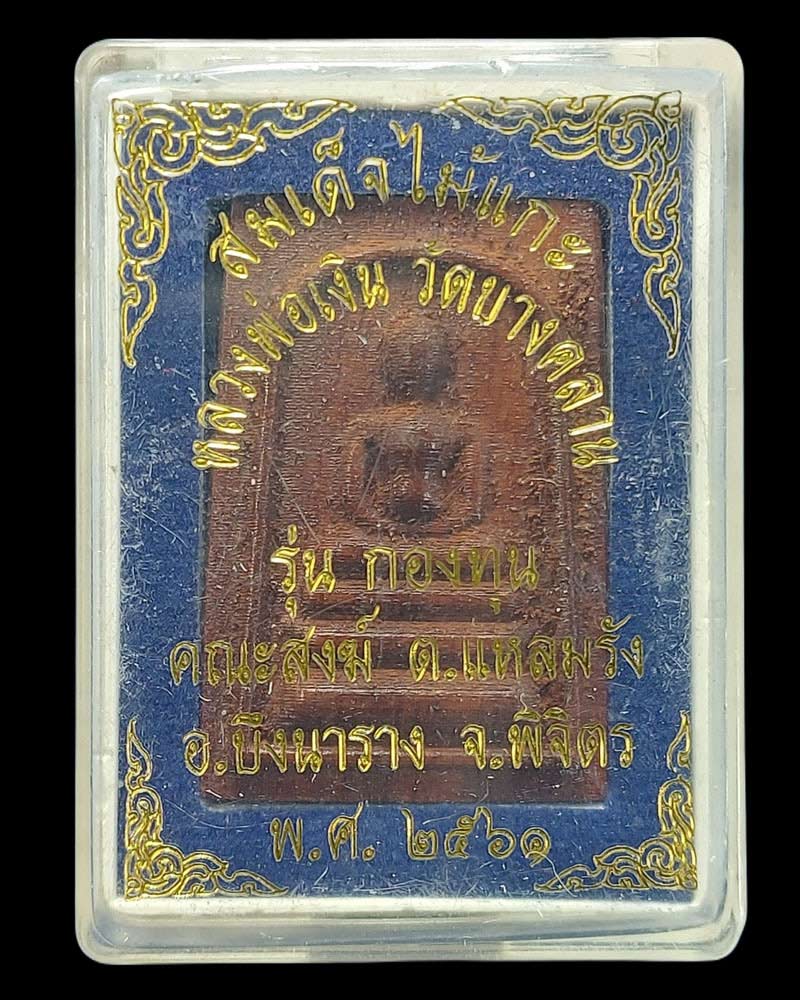 สมเด็จไม้แกะ
หลวงพ่อเงิน วัดบางคลาน
รุ่น กองทุน
คณะสงฆ์ ต.แหลมรัง
อ.บึงนาราง จ.พิจิตร
พ.ศ. ๒๕๖๑